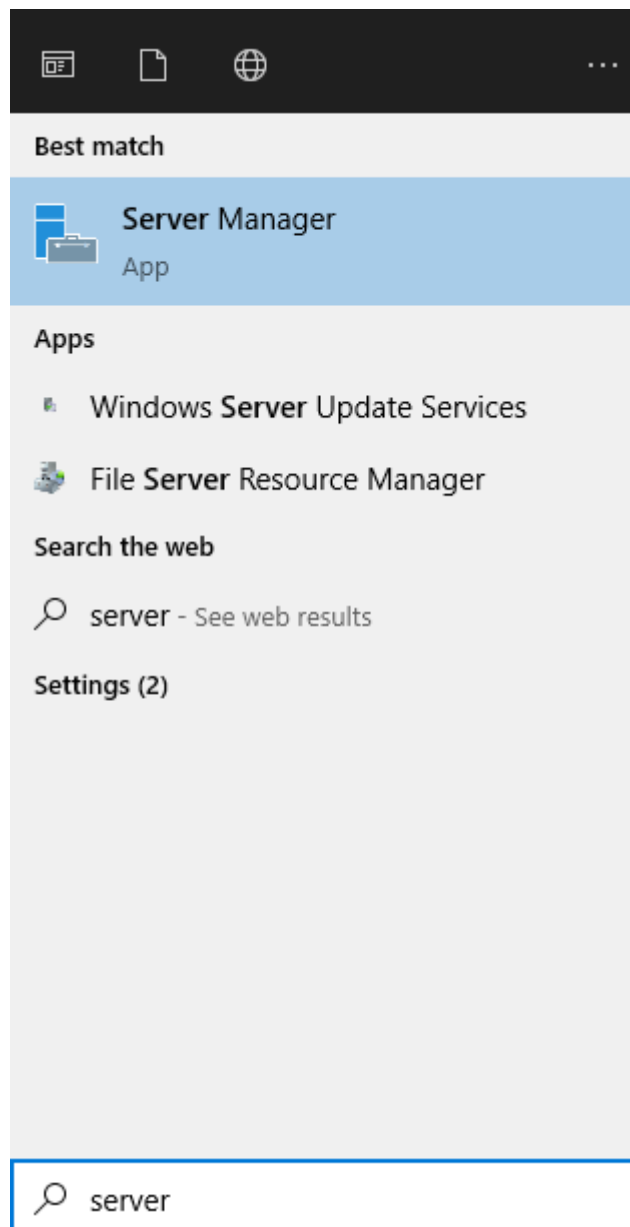 ...
Best match
Server Manager
App
Apps
Windows Server Update Services
File Server Resource Manager
Search the web
server - See web results
Settings (2)
server